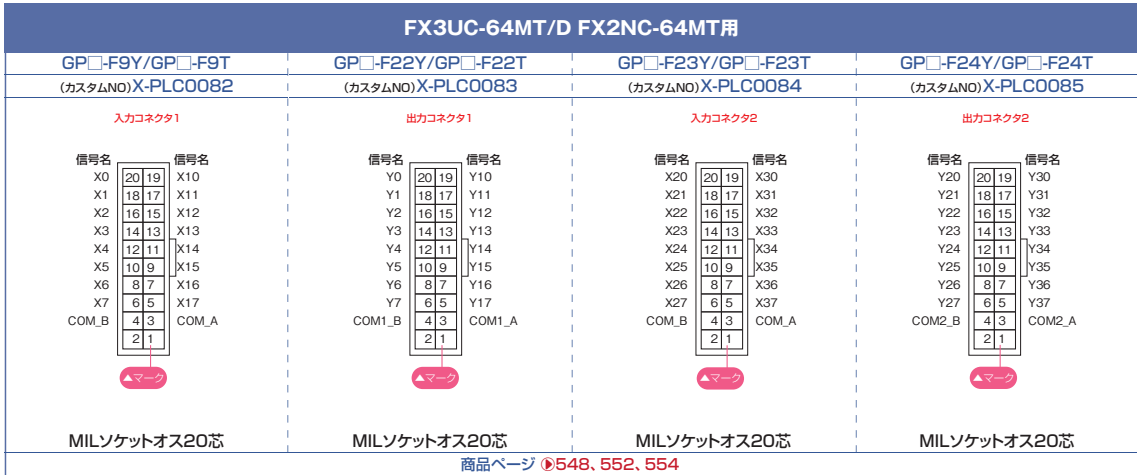 FX3UC-64MT/D FX2NC-64MT用
GP□-F9Y/GP□-F9T
(カスタムNO)X-PLC0082
入力コネクタ1
信号名 信号名
X0 20 19 X10
X1 18 17 X11
X2 16 15 X12
X3 14 13 X13
X4 12 11 X14
X5 10 9 X15
X6 8 7 X16
X7 6 5 X17
COM_B 4 3 COM_A
2 1
▲マーク
MILソケットオス20芯
GP□-F22Y/GP□-F22T
(カスタムNO)X-PLC0083
出力コネクタ1
信号名 信号名
Y0 20 19 Y10
Y1 18 17 Y11
Y2 16 15 Y12
Y3 14 13 Y13
Y4 12 11 Y14
Y5 10 9 Y15
Y6 8 7 Y16
Y7 6 5 Y17
COM1_B 4 3 COM1_A
2 1
▲マーク
MILソケットオス20芯
GP□-F23Y/GP□-F23T
(カスタムNO)X-PLC0084
入力コネクタ2
信号名 信号名
X20 20 19 X30
X21 18 17 X31
X22 16 15 X32
X23 14 13 X33
X24 12 11 X34
X25 10 9 X35
X26 8 7 X36
X27 6 5 X37
COM_B 4 3 COM_A
2 1
▲マーク
MILソケットオス20芯
GP□-F24Y/GP□-F24T
(カスタムNO)X-PLC0085
出力コネクタ2
信号名 信号名
Y20 20 19 Y30
Y21 18 17 Y31
Y22 16 15 Y32
Y23 14 13 Y33
Y24 12 11 Y34
Y25 10 9 Y35
Y26 8 7 Y36
Y27 6 5 Y37
COM2_B 4 3 COM2_A
2 1
▲マーク
MILソケットオス20芯
商品ページ 548、552、554